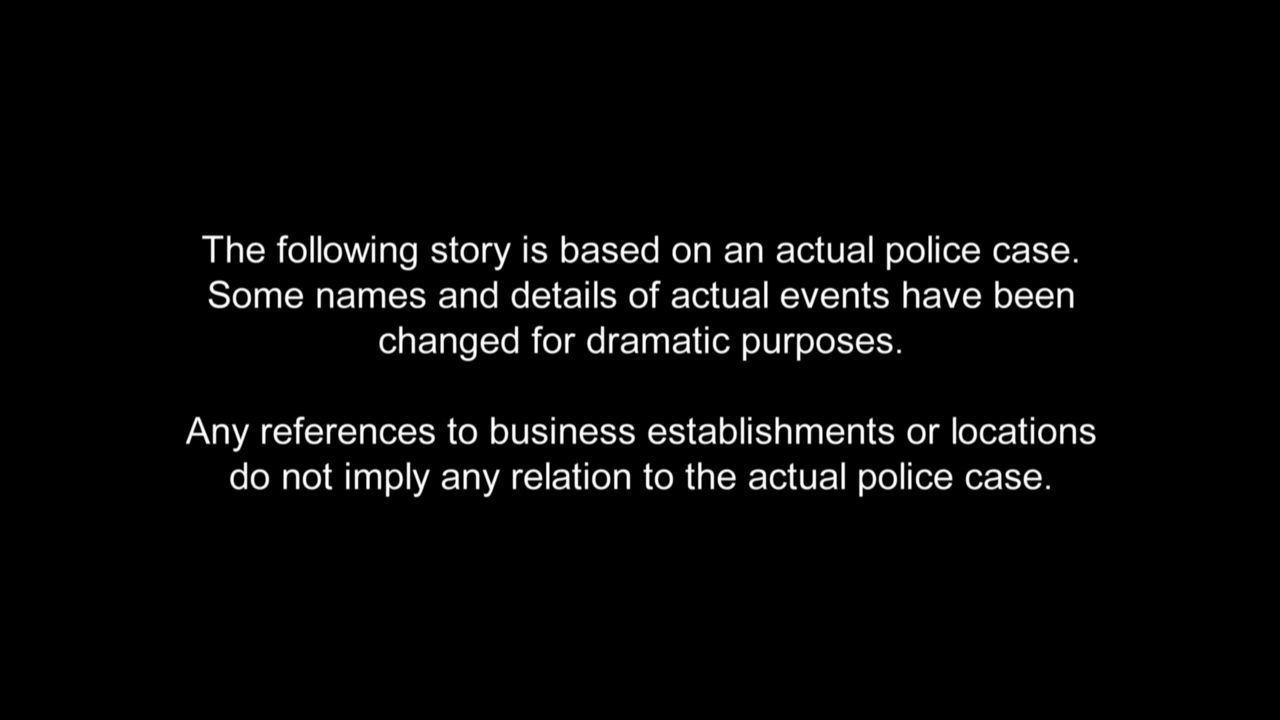 The following story is based on an actual police case.
Some names and details of actual events have been
changed for dramatic purposes.
Any references to business establishments or locations
do not imply any relation to the actual police case.